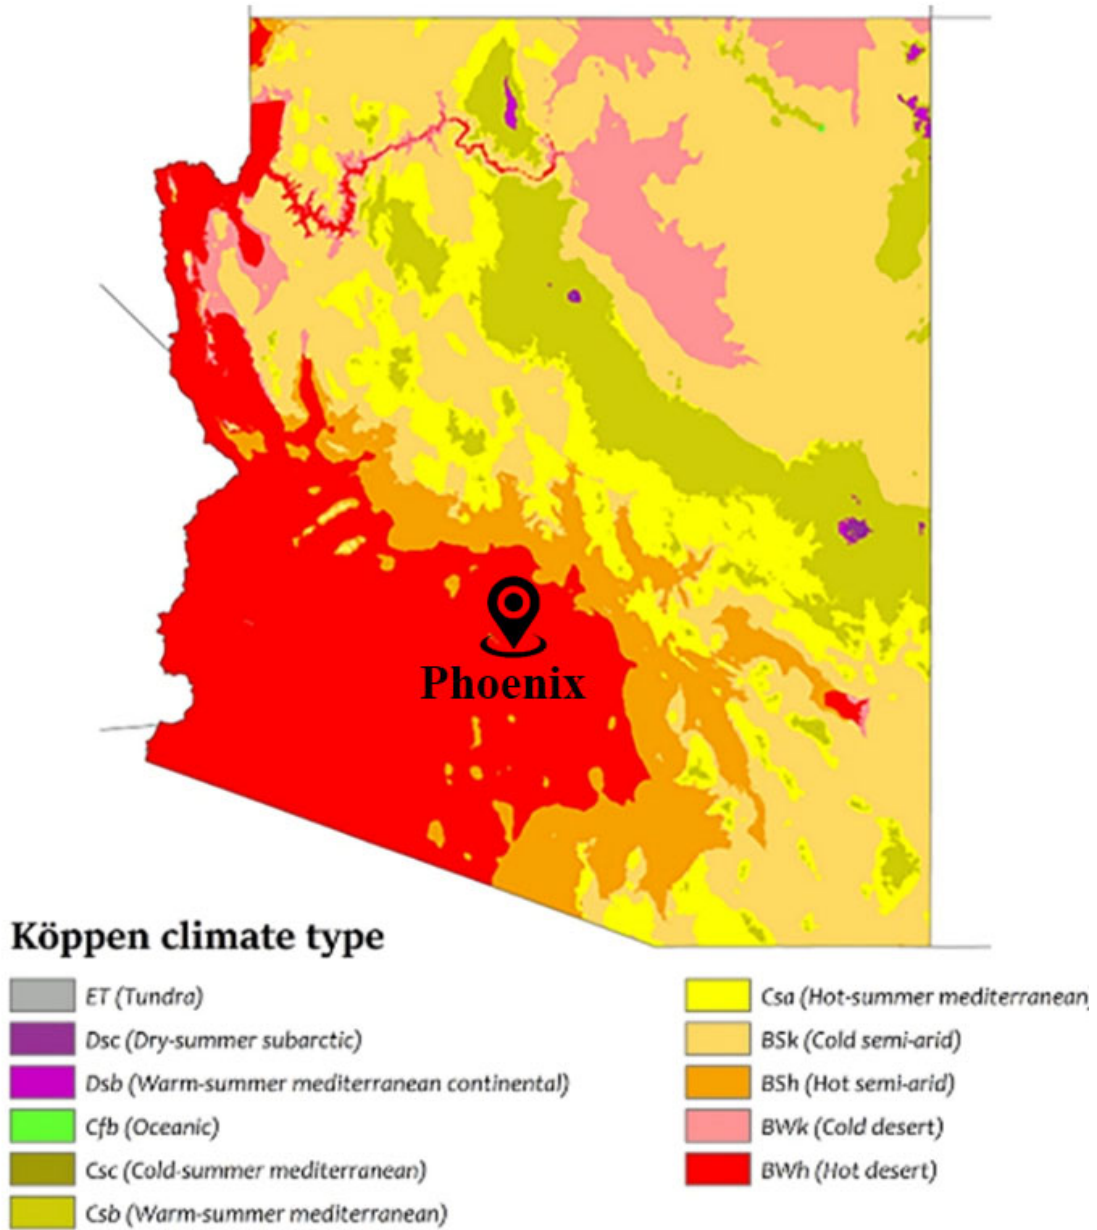 Phoenix
Köppen climate type
ET (Tundra)
Dsc (Dry-summer subarctic)
Dsb (Warm-summer mediterranean continental)
Cfb (Oceanic)
Csc (Cold-summer mediterranean)
Csb (Warm-summer mediterranean)
Csa (Hot-summer mediterranean)
BSk (Cold semi-arid)
BSh (Hot semi-arid)
BWk (Cold desert)
BWh (Hot desert)